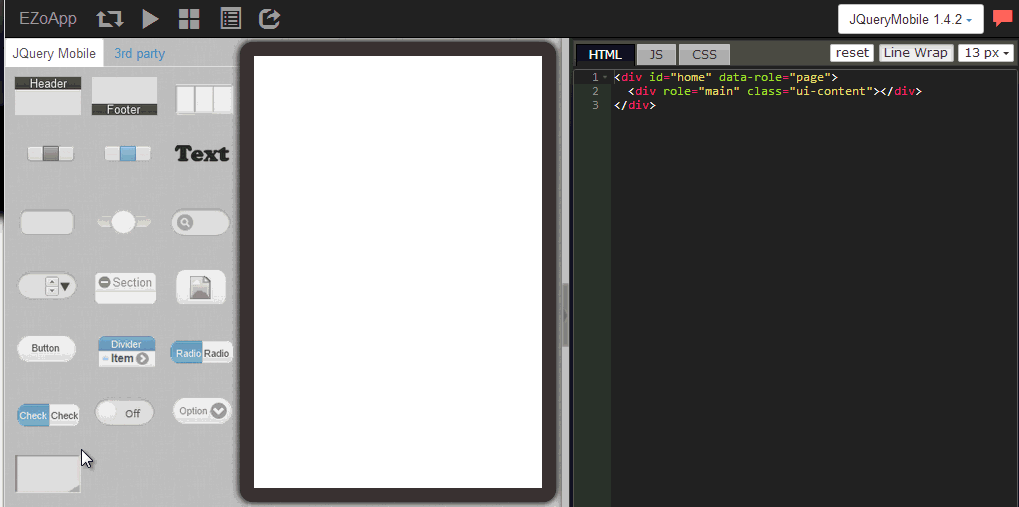 EZoApp
JQueryMobile 1.4.2
JQuery Mobile
3rd party
Header
Footer
Text
Section
Button
Divider
Item
Radio Radio
Check Check
Off
Option
HTML
JS
CSS
reset
Line Wrap
13 px
1 <div id="home" data-role="page">
2 <div role="main" class="ui-content"></div>
3 </div>